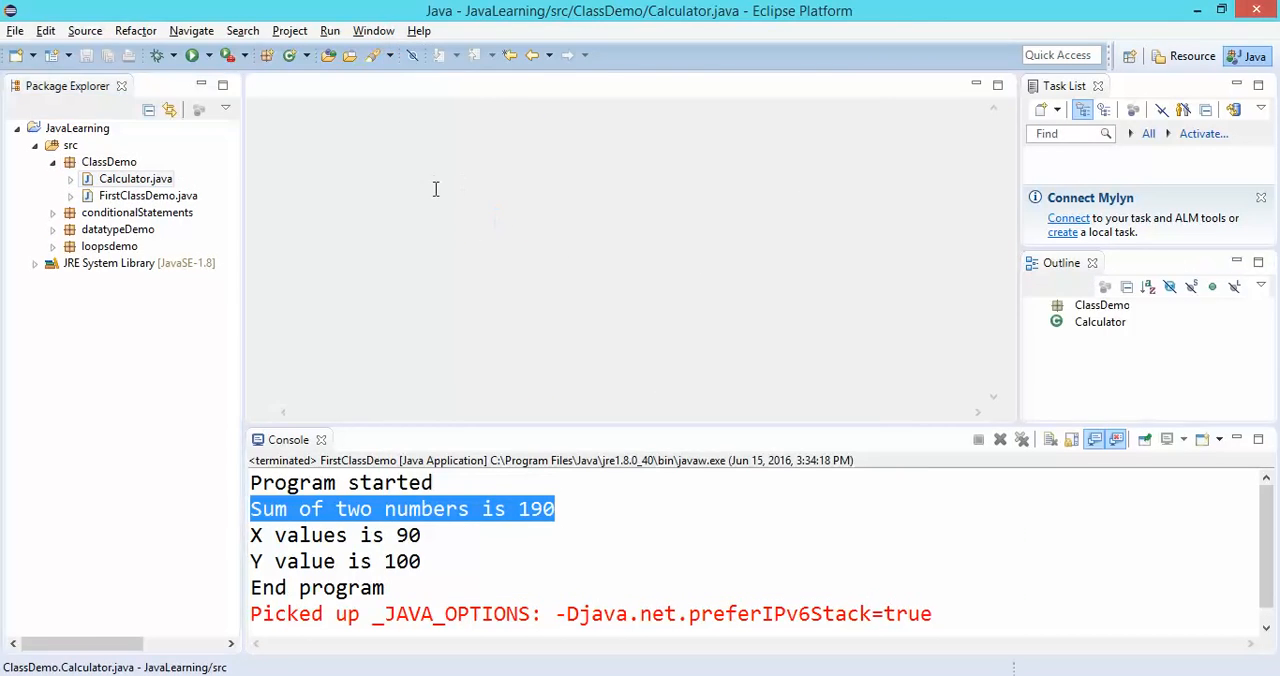 Java - JavaLearning/src/ClassDemo/Calculator.java - Eclipse Platform
File Edit Source Refactor Navigate Search Project Run Window Help
Quick Access
Resource
Java
Package Explorer
JavaLearning
src
ClassDemo
Calculator.java
FirstClassDemo.java
conditionalStatements
datatypeDemo
loopsdemo
JRE System Library [JavaSE-1.8]
Task List
Find
All
Activate...
Connect Mylyn
Connect to your task and ALM tools or
create a local task.
Outline
ClassDemo
Calculator
Console
<terminated> FirstClassDemo [Java Application] C:\Program Files\Java\jre1.8.0_40\bin\javaw.exe (Jun 15, 2016, 3:34:18 PM)
Program started
Sum of two numbers is 190
X values is 90
Y value is 100
End program
Picked up _JAVA_OPTIONS: -Djava.net.preferIPv6Stack=true
ClassDemo.Calculator.java - JavaLearning/src